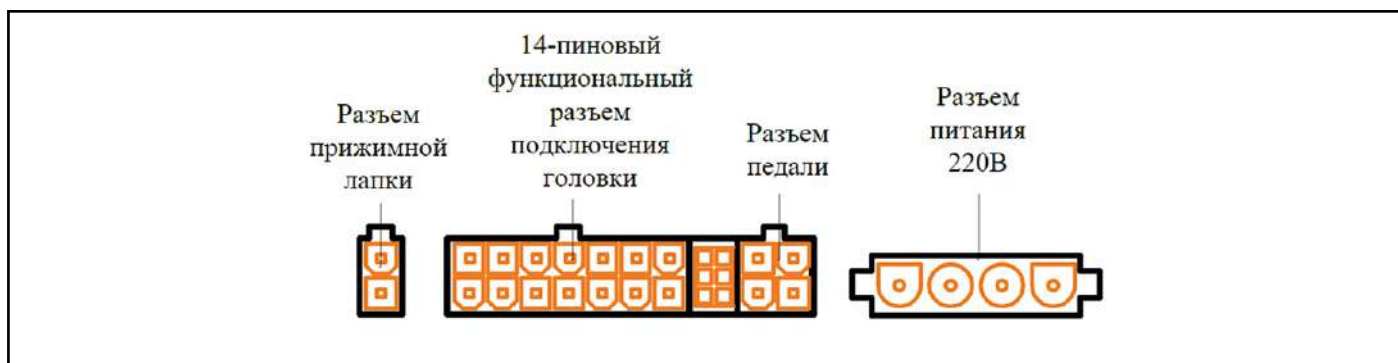 Разъем
прижимной
лапки
14-пиновый
функциональный
разъем
подключения
головки
Разъем
педали
Разъем
питания
220В